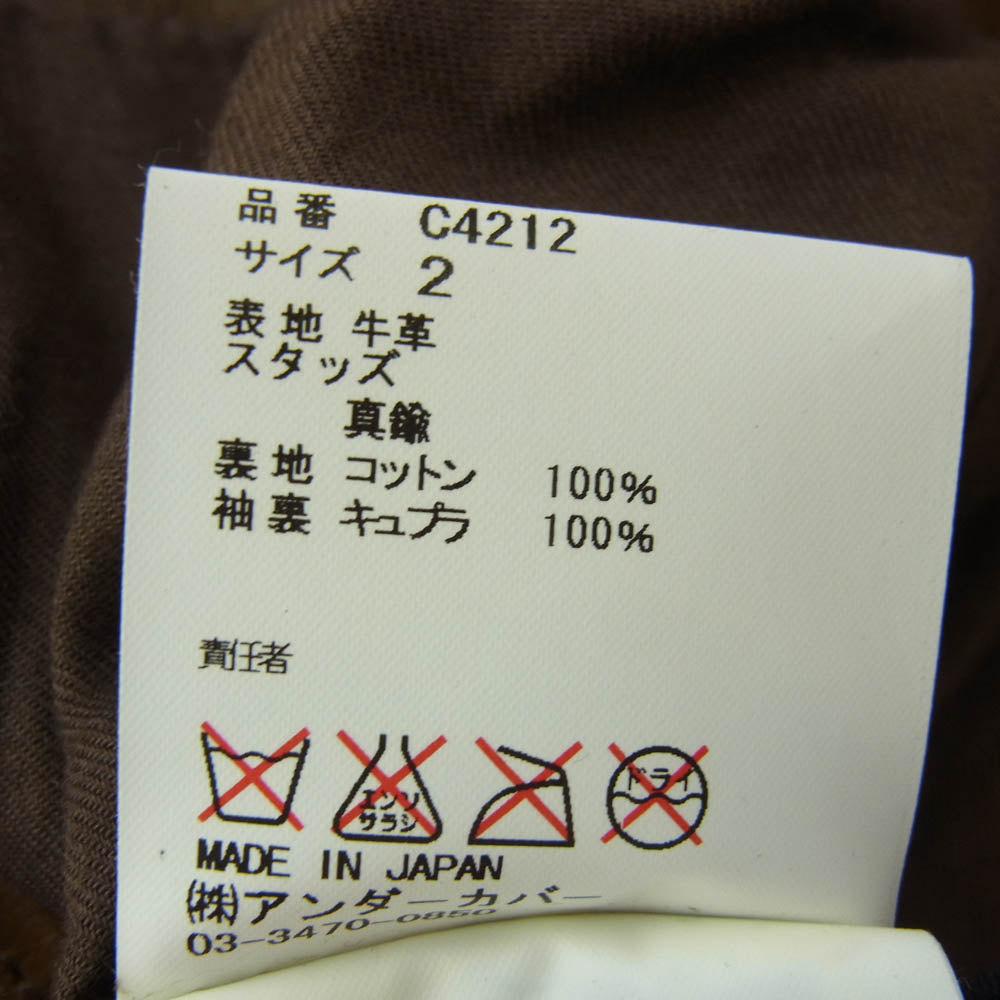 品番 C4212
サイズ 2
表地 牛革
スタッズ
真鍮
裏地 コットン 100%
袖裏 キュプラ 100%
責任者
エンソ
サラシ
ドライ
MADE IN JAPAN
(株)アンダーカバー
03-3470-0850